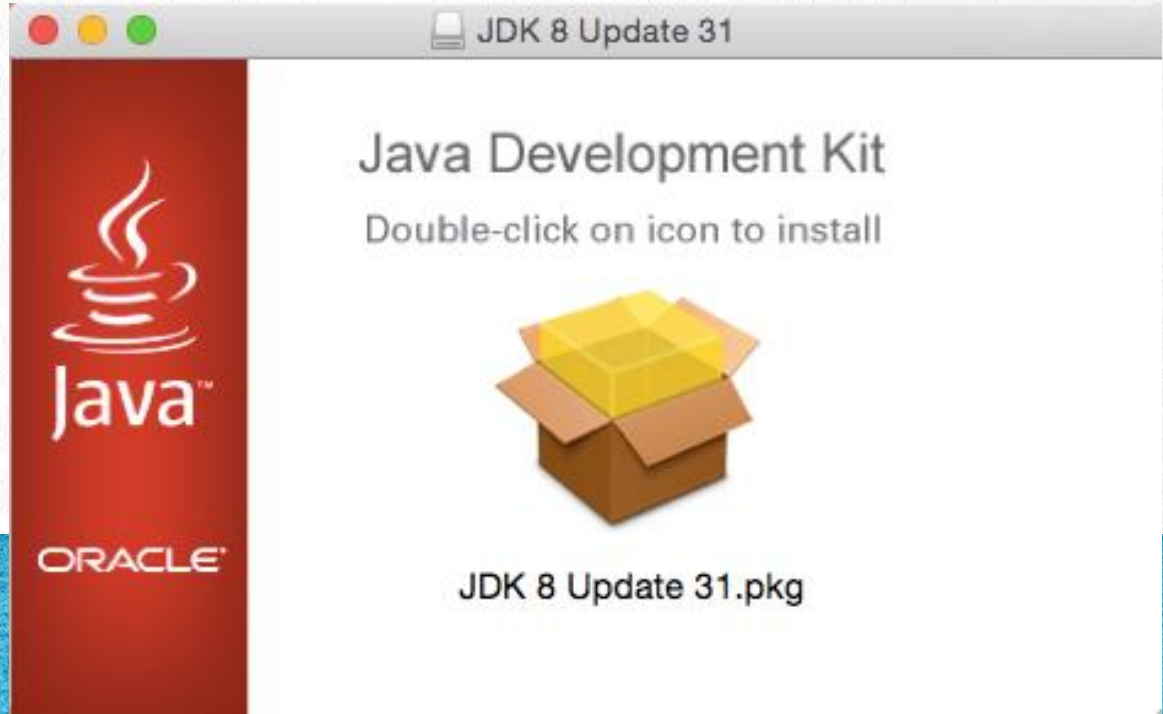 JDK 8 Update 31
Java Development Kit
Double-click on icon to install
Java™
ORACLE®
JDK 8 Update 31.pkg